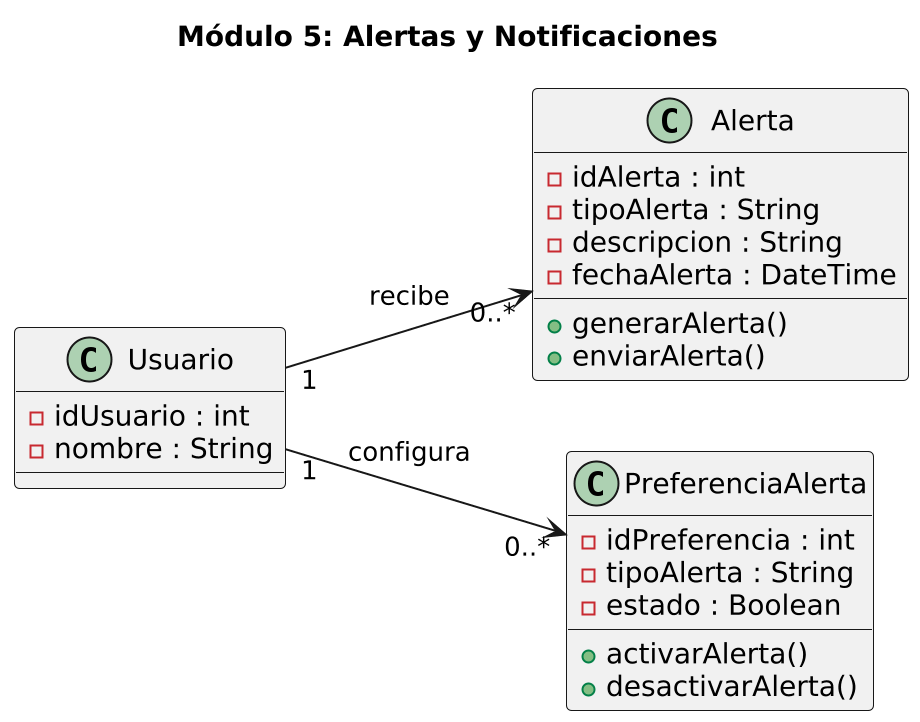 Módulo 5: Alertas y Notificaciones
C Alerta
idAlerta : int
tipoAlerta : String
descripcion : String
fechaAlerta : DateTime
generarAlerta()
enviarAlerta()
recibe
0..*
1
C Usuario
idUsuario : int
nombre : String
configura
1
0..*
C PreferenciaAlerta
idPreferencia : int
tipoAlerta : String
estado : Boolean
activarAlerta()
desactivarAlerta()